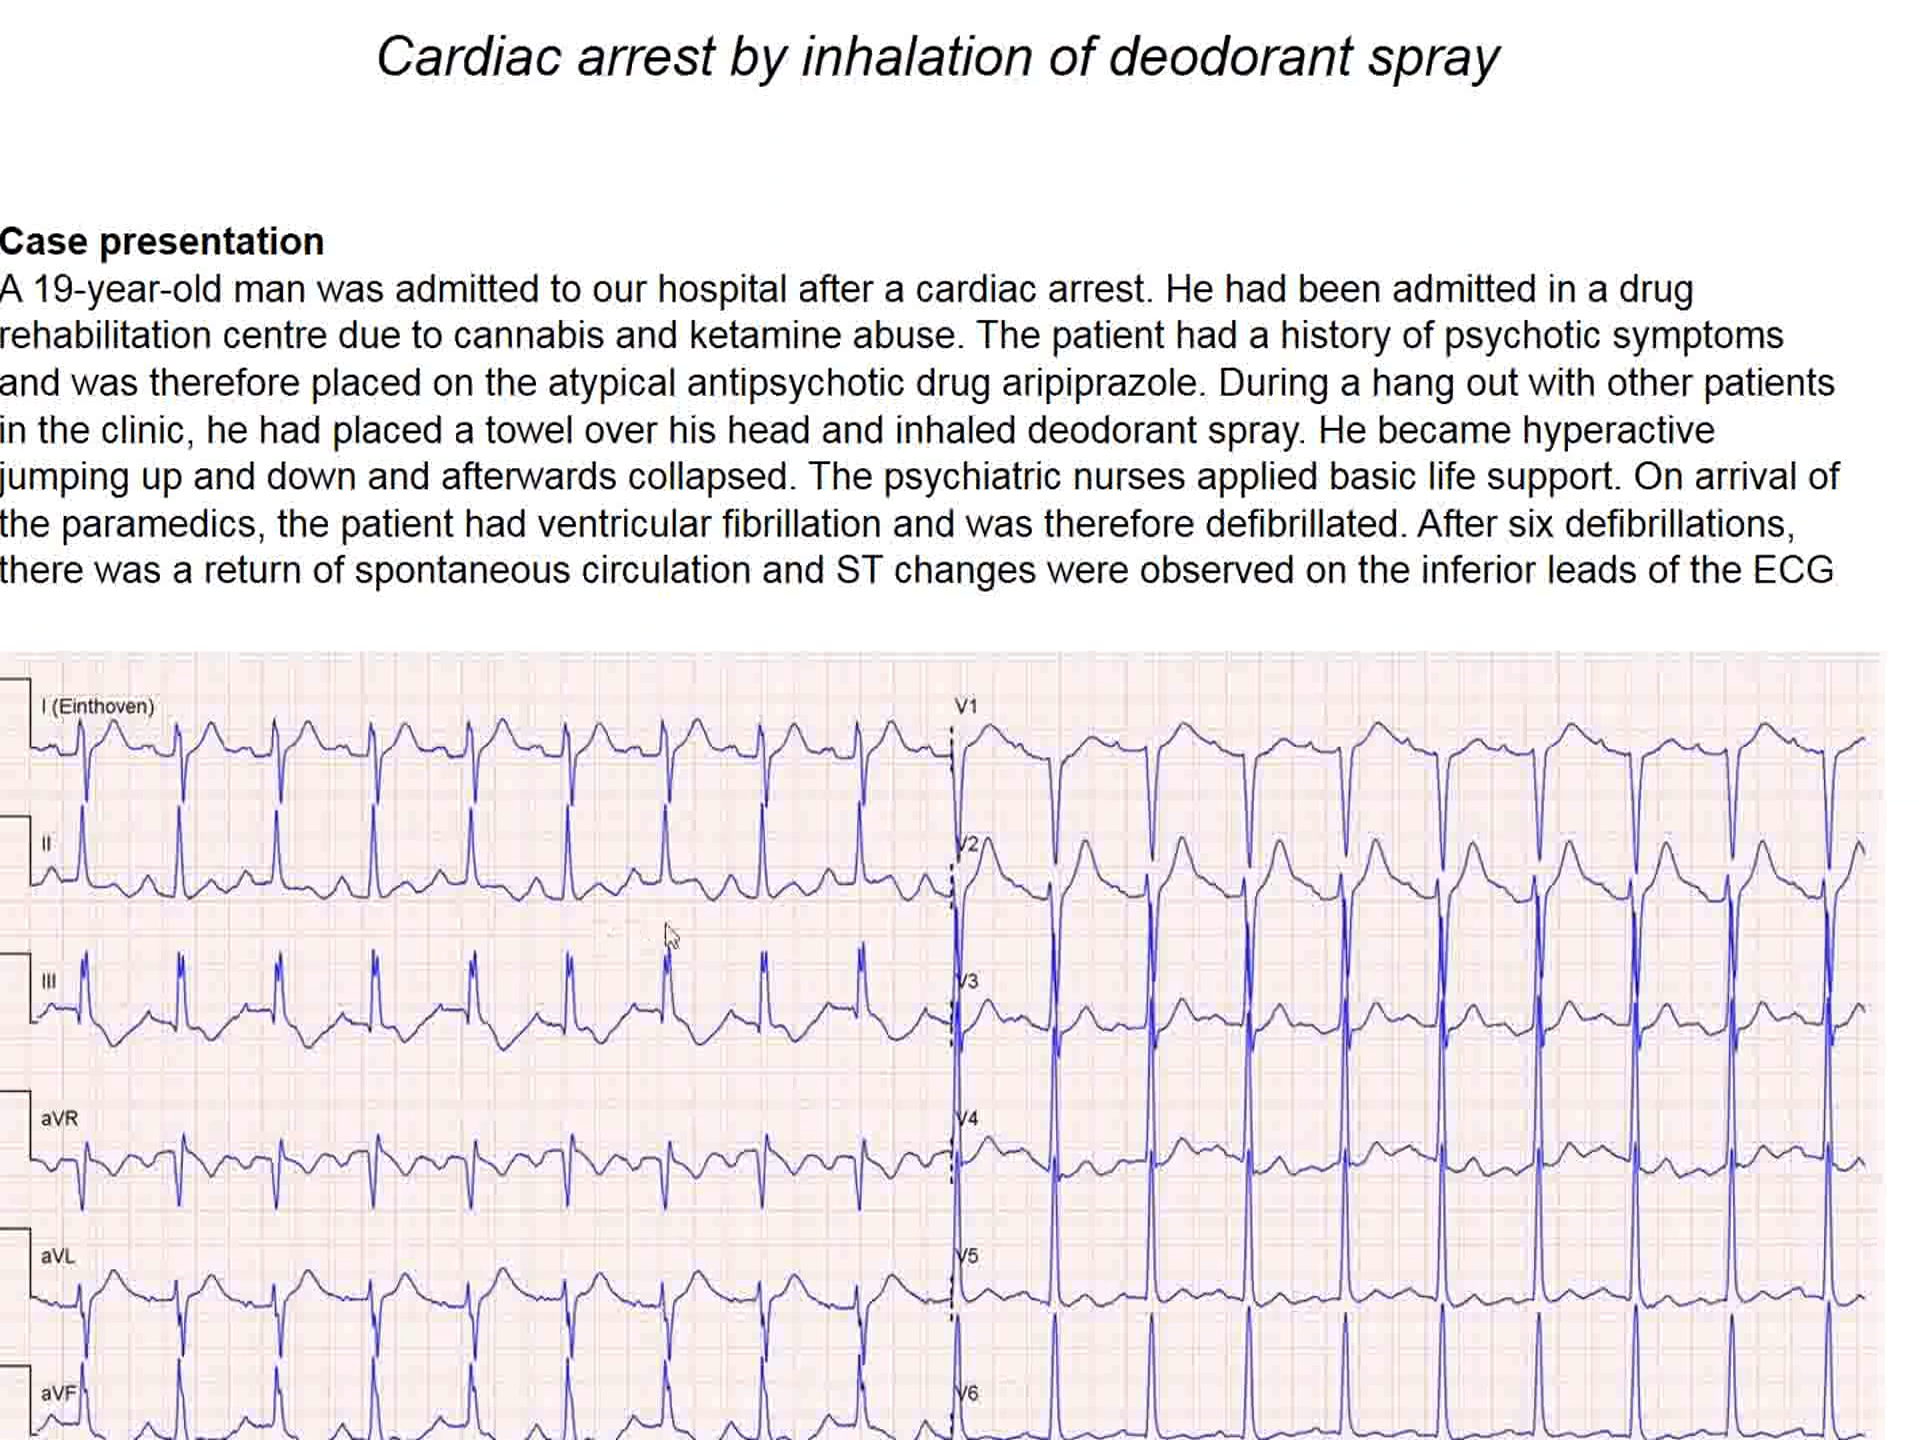 Cardiac arrest by inhalation of deodorant spray
Case presentation
A 19-year-old man was admitted to our hospital after a cardiac arrest. He had been admitted in a drug
rehabilitation centre due to cannabis and ketamine abuse. The patient had a history of psychotic symptoms
and was therefore placed on the atypical antipsychotic drug aripiprazole. During a hang out with other patients
in the clinic, he had placed a towel over his head and inhaled deodorant spray. He became hyperactive
jumping up and down and afterwards collapsed. The psychiatric nurses applied basic life support. On arrival of
the paramedics, the patient had ventricular fibrillation and was therefore defibrillated. After six defibrillations,
there was a return of spontaneous circulation and ST changes were observed on the inferior leads of the ECG
I (Einthoven)
II
III
aVR
aVL
aVF
V1
V2
V3
V4
V5
V6